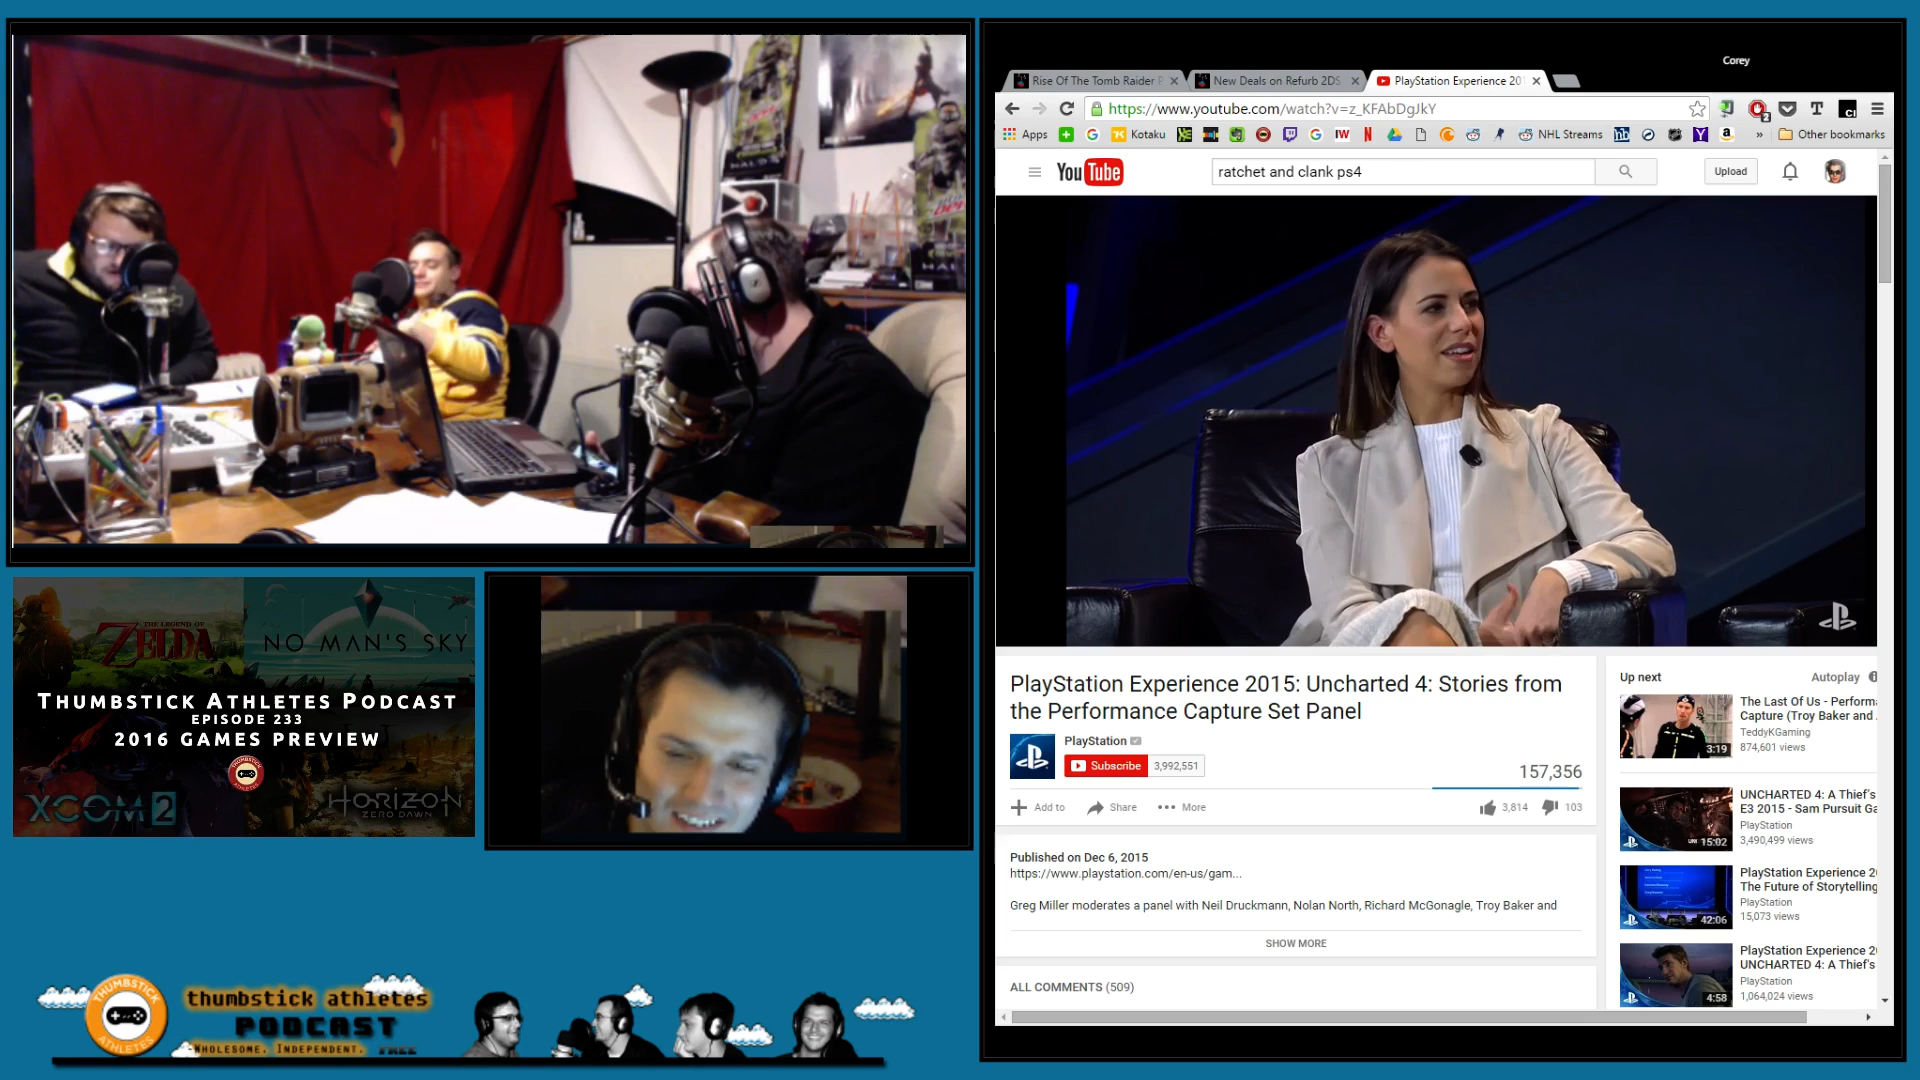 Corey
Rise Of The Tomb Raider P
New Deals on Refurb 2DS
PlayStation Experience 20
https://www.youtube.com/watch?v=z_KFAbDgJkY
Apps
Kotaku
NHL Streams
Other bookmarks
YouTube
ratchet and clank ps4
Upload
PlayStation Experience 2015: Uncharted 4: Stories from
the Performance Capture Set Panel
PlayStation
Subscribe 3,992,551
157,356
Add to Share More
3,814 103
Published on Dec 6, 2015
https://www.playstation.com/en-us/gam...
Greg Miller moderates a panel with Neil Druckmann, Nolan North, Richard McGonagle, Troy Baker and
SHOW MORE
ALL COMMENTS (509)
Up next
Autoplay
The Last Of Us - Performa
Capture (Troy Baker and
TeddyKGaming
874,601 views
3:19
UNCHARTED 4: A Thief's
E3 2015 - Sam Pursuit Ga
PlayStation
3,490,499 views
15:02
PlayStation Experience 2
The Future of Storytelling
PlayStation
15,073 views
42:06
PlayStation Experience 2
UNCHARTED 4: A Thief's
PlayStation
1,064,024 views
4:58
THE LEGEND OF
ZELDA
NO MAN'S SKY
THUMBSTICK ATHLETES PODCAST
EPISODE 233
2016 GAMES PREVIEW
XCOM 2
HORIZON
ZERO DAWN
THUMBSTICK
ATHLETES
thumbstick athletes
PODCAST
-WHOLESOME. INDEPENDENT. FREE